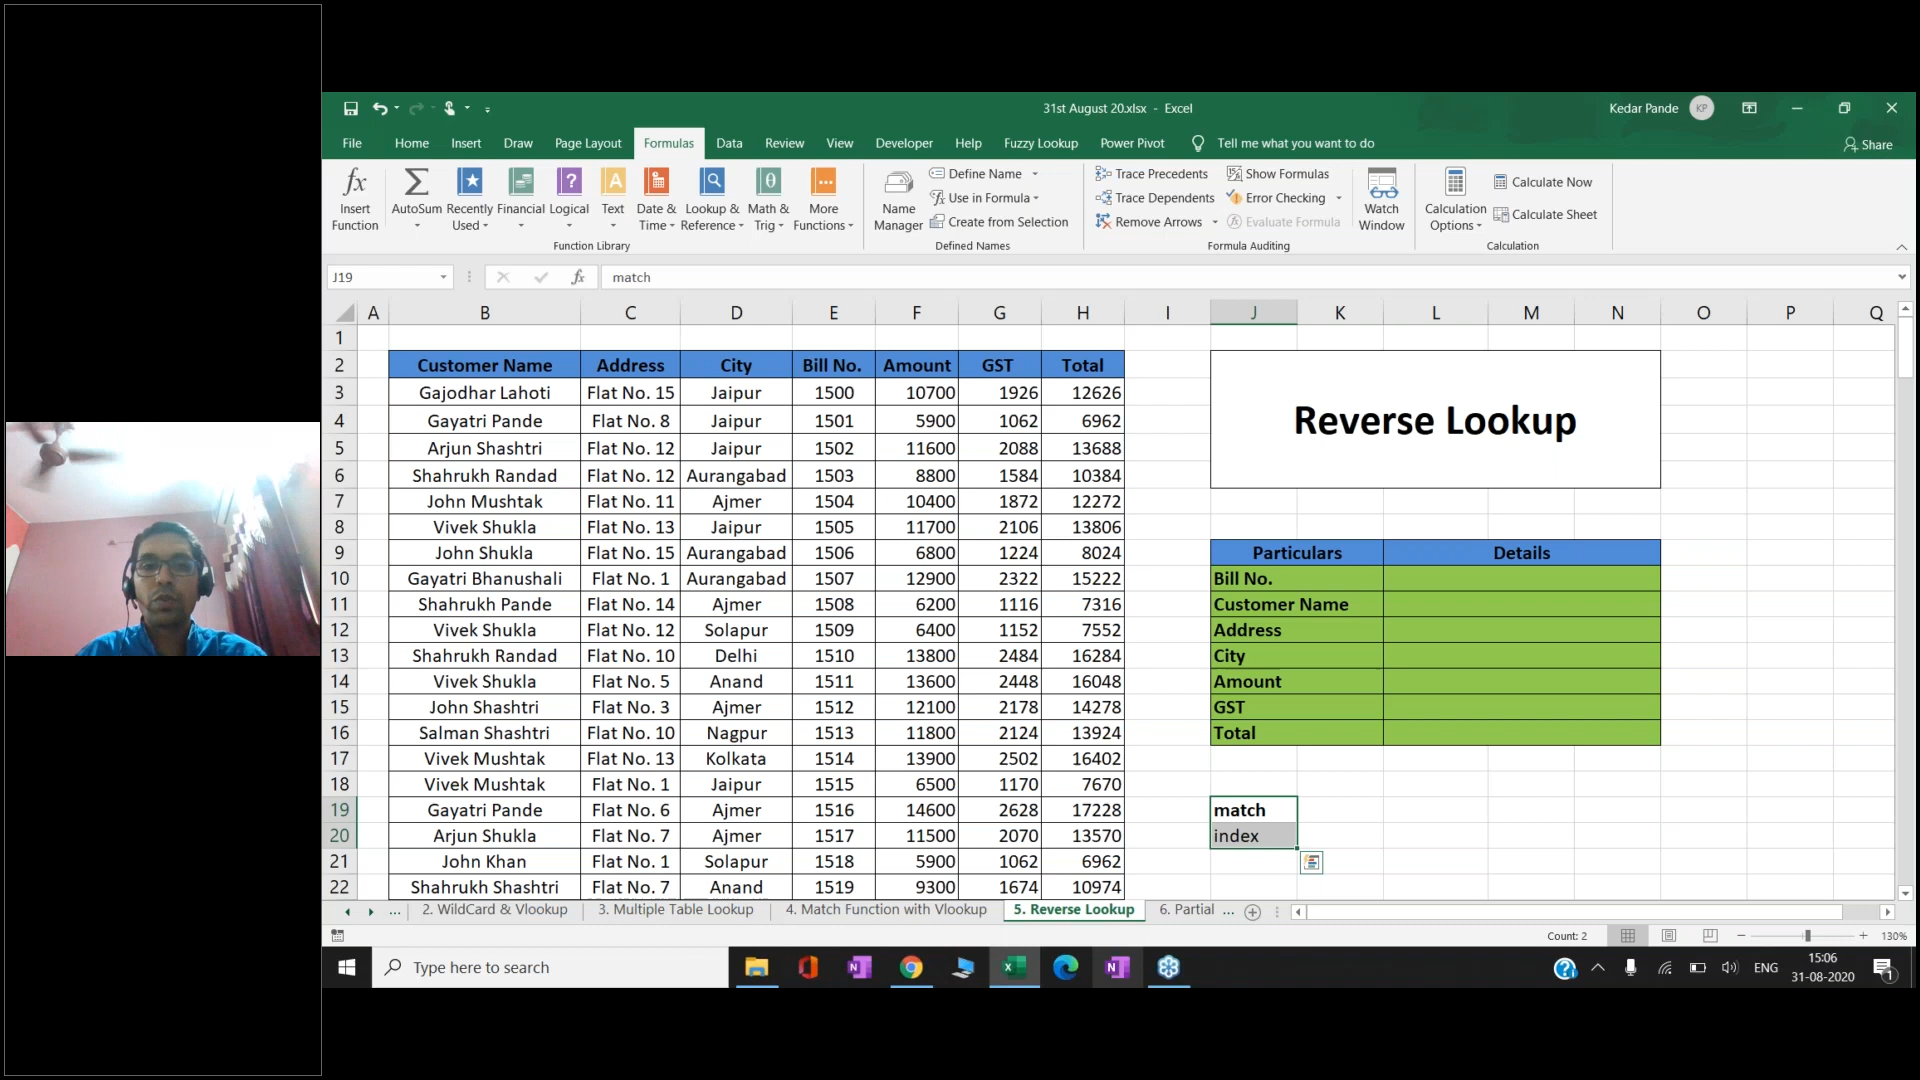 31st August 20.xlsx - Excel
Kedar Pande
KP
File Home Insert Draw Page Layout Formulas Data Review View Developer Help Fuzzy Lookup Power Pivot Tell me what you want to do
Share
Insert Function
AutoSum
Recently Used
Financial
Logical
Text
Date & Time
Lookup & Reference
Math & Trig
More Functions
Function Library
Name Manager
Define Name
Use in Formula
Create from Selection
Defined Names
Trace Precedents
Trace Dependents
Remove Arrows
Show Formulas
Error Checking
Evaluate Formula
Formula Auditing
Watch Window
Calculation Options
Calculate Now
Calculate Sheet
Calculation
J19
fx
match
A B C D E F G H I J K L M N O P Q
1
2 Customer Name Address City Bill No. Amount GST Total
3 Gajodhar Lahoti Flat No. 15 Jaipur 1500 10700 1926 12626
4 Gayatri Pande Flat No. 8 Jaipur 1501 5900 1062 6962
5 Arjun Shashtri Flat No. 12 Jaipur 1502 11600 2088 13688
6 Shahrukh Randad Flat No. 12 Aurangabad 1503 8800 1584 10384
7 John Mushtak Flat No. 11 Ajmer 1504 10400 1872 12272
8 Vivek Shukla Flat No. 13 Jaipur 1505 11700 2106 13806
9 John Shukla Flat No. 15 Aurangabad 1506 6800 1224 8024
10 Gayatri Bhanushali Flat No. 1 Aurangabad 1507 12900 2322 15222
11 Shahrukh Pande Flat No. 14 Ajmer 1508 6200 1116 7316
12 Vivek Shukla Flat No. 12 Solapur 1509 6400 1152 7552
13 Shahrukh Randad Flat No. 10 Delhi 1510 13800 2484 16284
14 Vivek Shukla Flat No. 5 Anand 1511 13600 2448 16048
15 John Shashtri Flat No. 3 Ajmer 1512 12100 2178 14278
16 Salman Shashtri Flat No. 10 Nagpur 1513 11800 2124 13924
17 Vivek Mushtak Flat No. 13 Kolkata 1514 13900 2502 16402
18 Vivek Mushtak Flat No. 1 Jaipur 1515 6500 1170 7670
19 Gayatri Pande Flat No. 6 Ajmer 1516 14600 2628 17228
20 Arjun Shukla Flat No. 7 Ajmer 1517 11500 2070 13570
21 John Khan Flat No. 1 Solapur 1518 5900 1062 6962
22 Shahrukh Shashtri Flat No. 7 Anand 1519 9300 1674 10974
Reverse Lookup
Particulars Details
Bill No.
Customer Name
Address
City
Amount
GST
Total
match
index
... 2. WildCard & Vlookup 3. Multiple Table Lookup 4. Match Function with Vlookup 5. Reverse Lookup 6. Partial ...
Count: 2
130%
Type here to search
ENG
15:06
31-08-2020
1